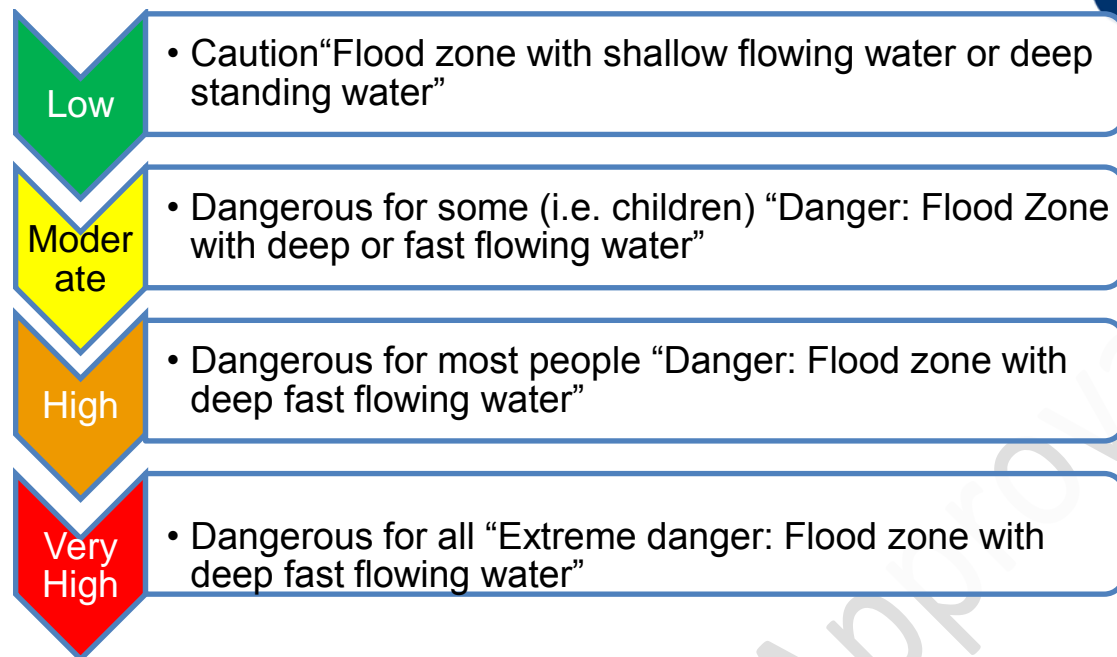 Low
• Caution“Flood zone with shallow flowing water or deep
standing water”
Moder
ate
• Dangerous for some (i.e. children) “Danger: Flood Zone
with deep or fast flowing water”
High
• Dangerous for most people “Danger: Flood zone with
deep fast flowing water”
Very
High
• Dangerous for all “Extreme danger: Flood zone with
deep fast flowing water”